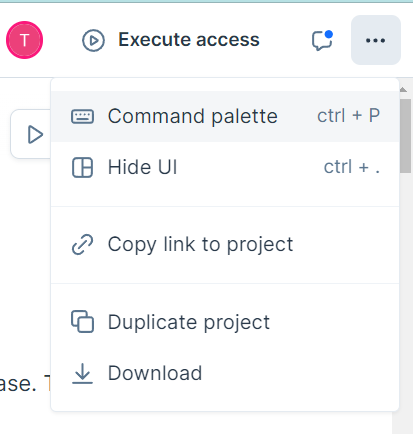 T Execute access
Command palette ctrl + P
Hide UI ctrl + .
Copy link to project
Duplicate project
ase.
Download